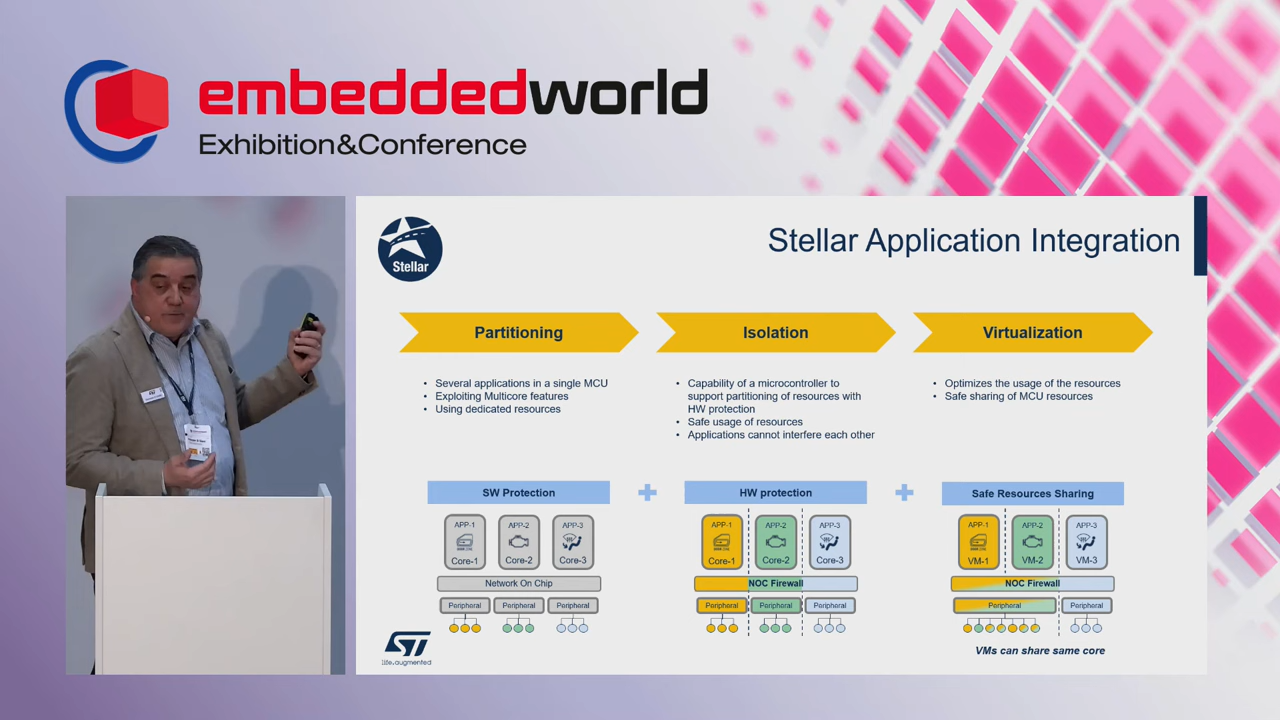 embeddedworld
Exhibition&Conference
Stellar
Stellar Application Integration
Partitioning
Isolation
Virtualization
• Several applications in a single MCU
• Exploiting Multicore features
• Using dedicated resources
• Capability of a microcontroller to
support partitioning of resources with
HW protection
• Safe usage of resources
• Applications cannot interfere each other
• Optimizes the usage of the resources
• Safe sharing of MCU resources
SW Protection
HW protection
Safe Resources Sharing
APP-1 APP-2 APP-3
Core-1 Core-2 Core-3
Network On Chip
Peripheral Peripheral Peripheral
APP-1 APP-2 APP-3
Core-1 Core-2 Core-3
NOC Firewall
Peripheral Peripheral Peripheral
APP-1 APP-2 APP-3
VM-1 VM-2 VM-3
NOC Firewall
Peripheral Peripheral
VMs can share same core
ST
life.augmented